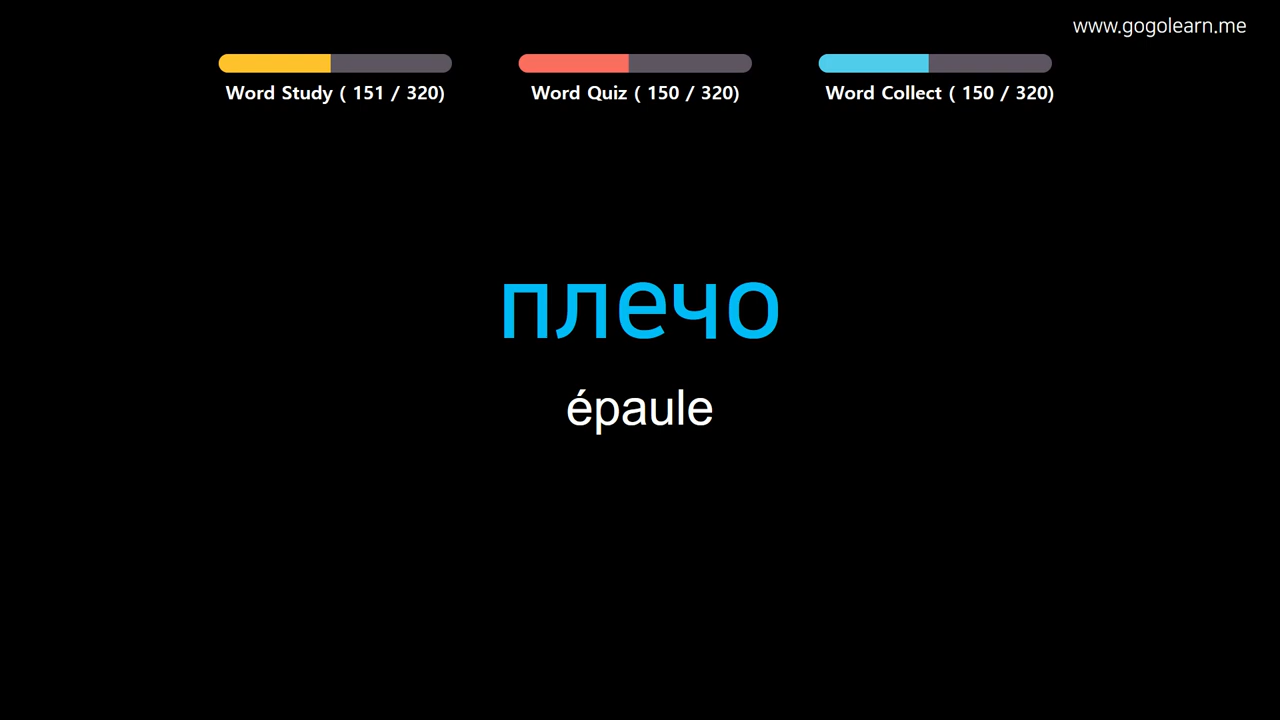 www.gogolearn.me
Word Study ( 151 / 320)
Word Quiz ( 150 / 320)
Word Collect ( 150 / 320)
плечо
épaule